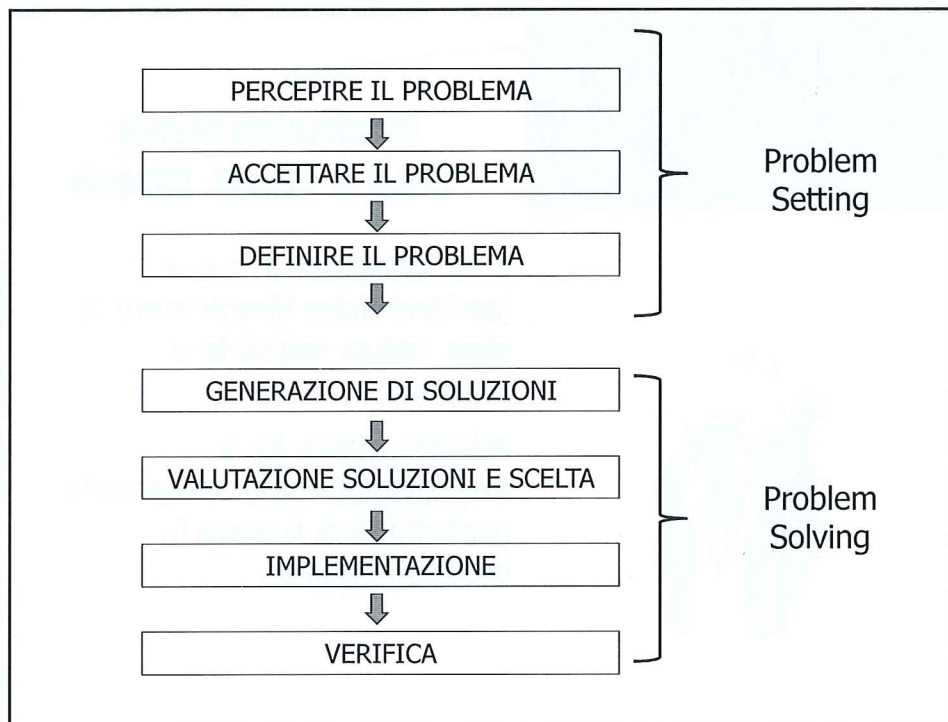 PERCEPIRE IL PROBLEMA
ACCETTARE IL PROBLEMA
DEFINIRE IL PROBLEMA
Problem
Setting
GENERAZIONE DI SOLUZIONI
VALUTAZIONE SOLUZIONI E SCELTA
IMPLEMENTAZIONE
VERIFICA
Problem
Solving